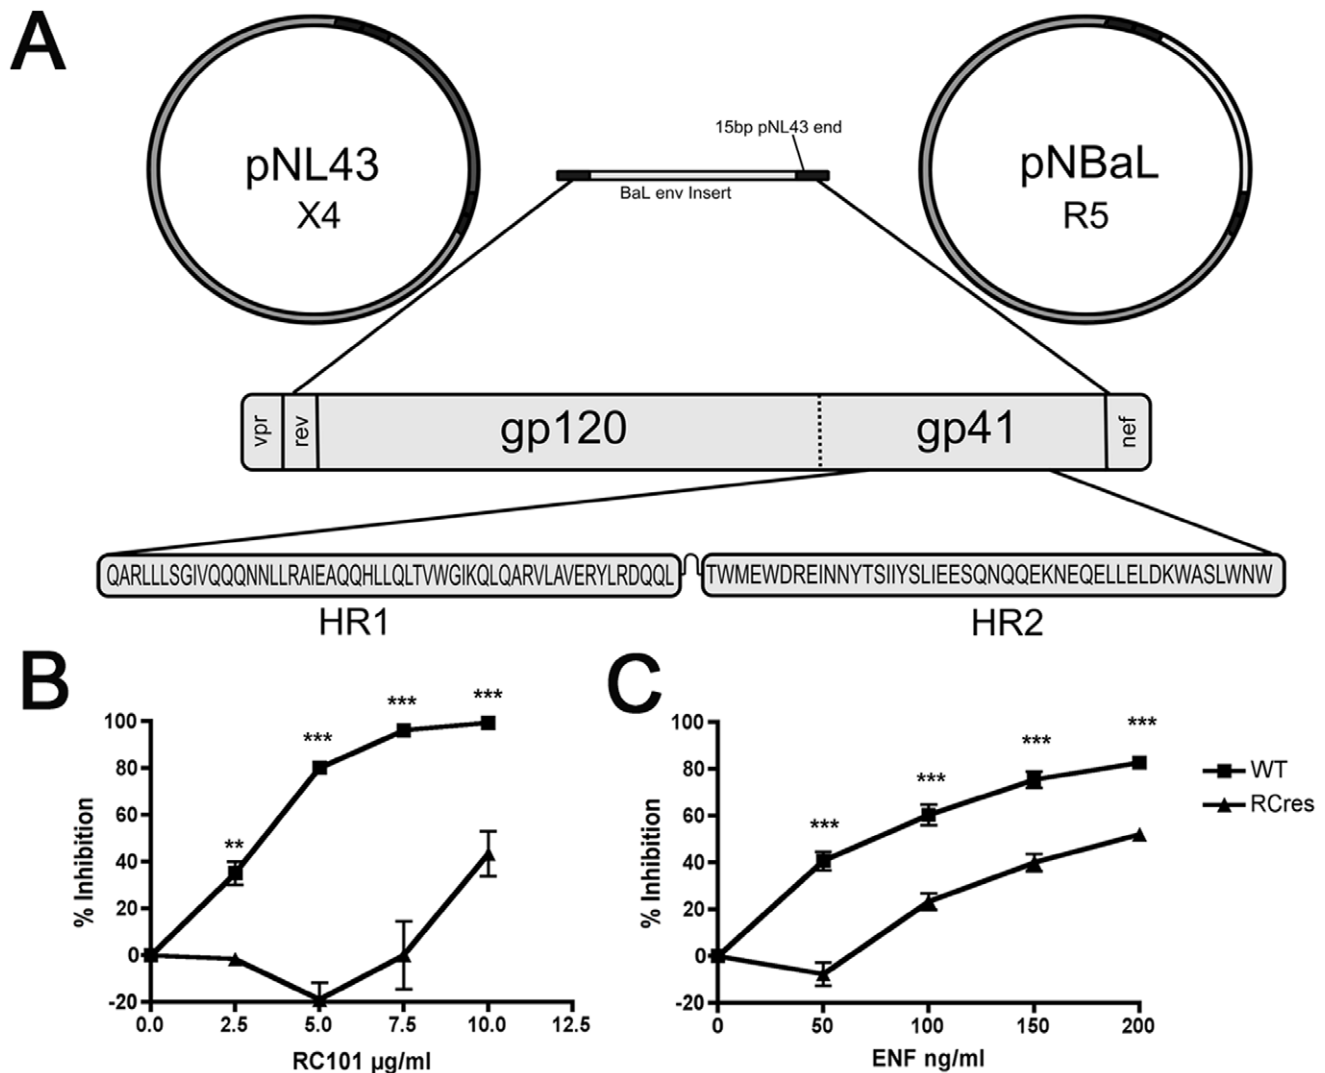 A
pNL43
X4
15bp pNL43 end
BaL env Insert
pNBaL
R5
vpr
rev
gp120
gp41
nef
QARLLLSGIVQQQNNLLRAIEAQQHLLQLTVWGIKQLQARVLAVERYLRDQQL
TWMEWDREINNYTSIIYSLIEESQNQQEKNEQELLELDKWASLWNW
HR1
HR2
B
% Inhibition
100
80
60
40
20
0
-20
**
***
***
***
0.0
2.5
5.0
7.5
10.0
12.5
RC101 µg/ml
C
% Inhibition
100
80
60
40
20
0
-20
***
***
***
***
0
50
100
150
200
ENF ng/ml
WT
RCres